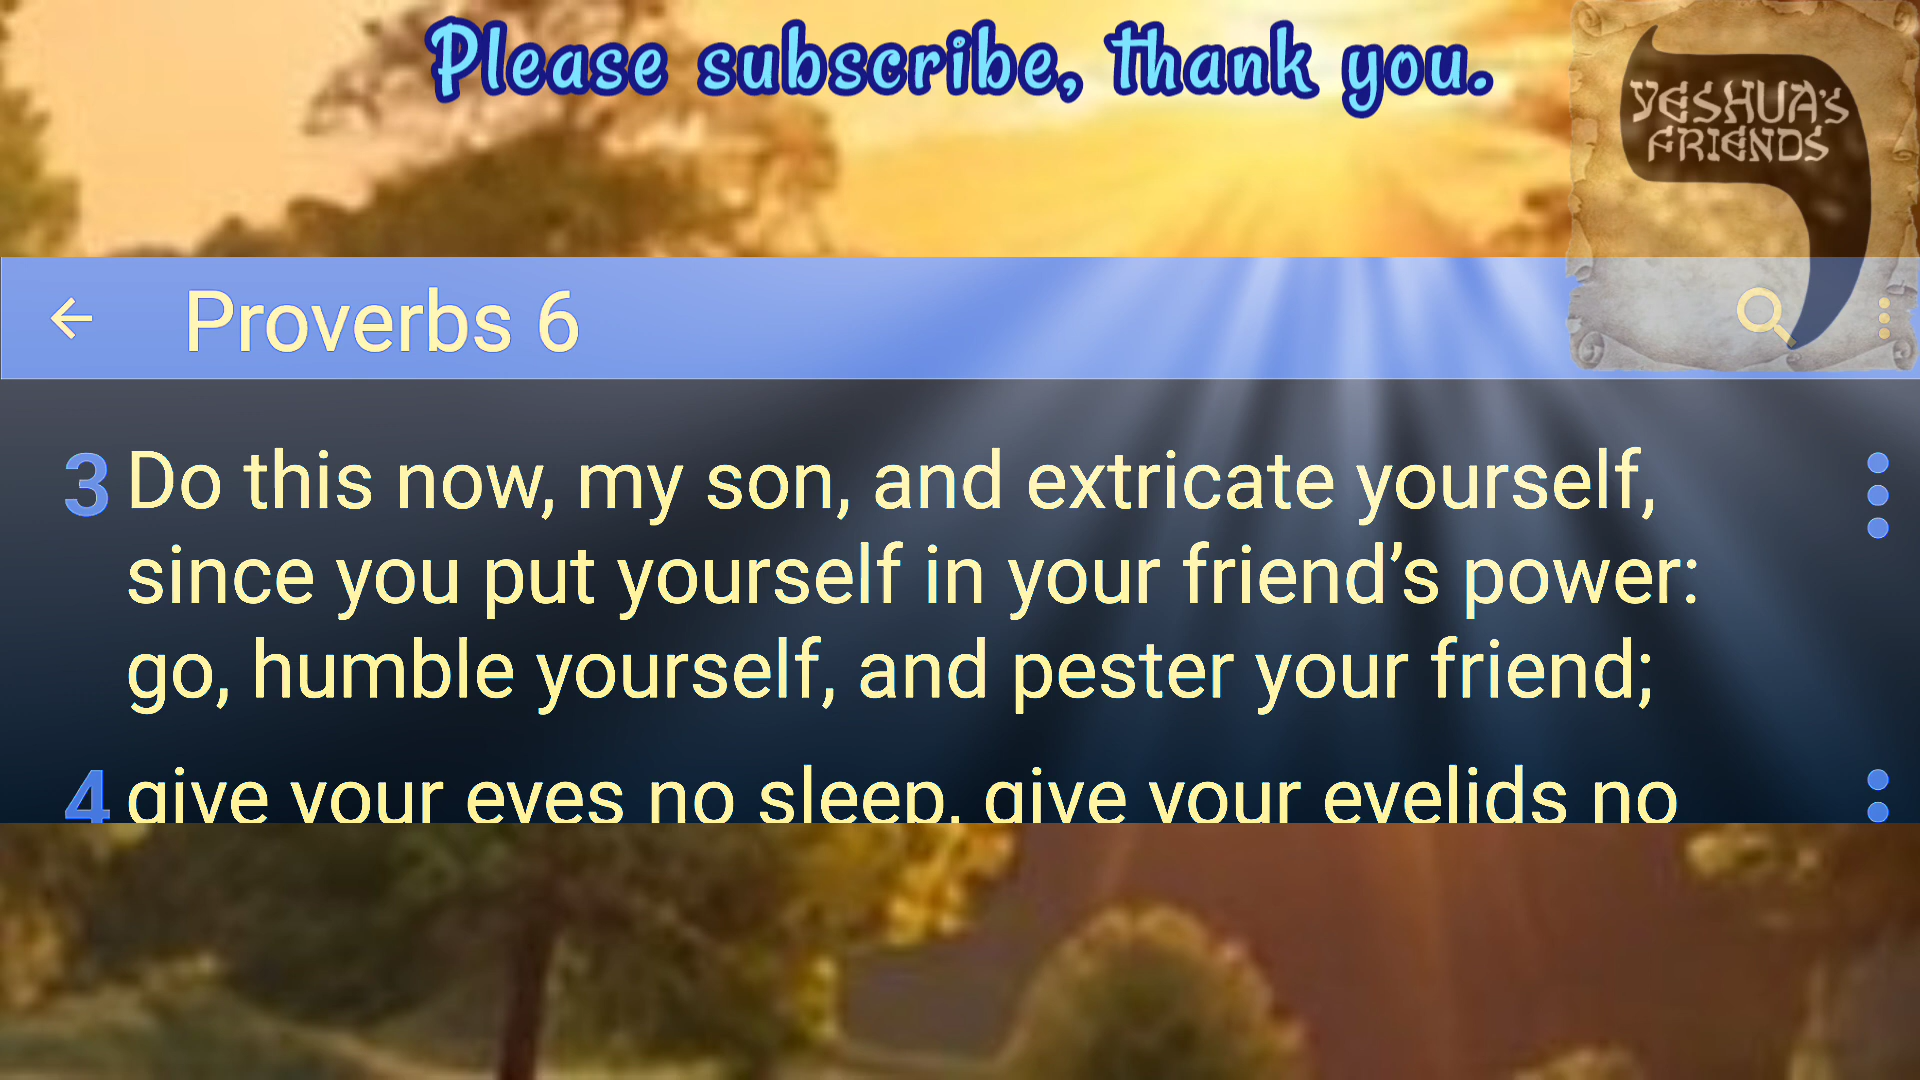 Please subscribe, thank you.
YESHUA'S
FRIENDS
Proverbs 6
3 Do this now, my son, and extricate yourself,
since you put yourself in your friend’s power:
go, humble yourself, and pester your friend;
4 give your eyes no sleep, give your eyelids no